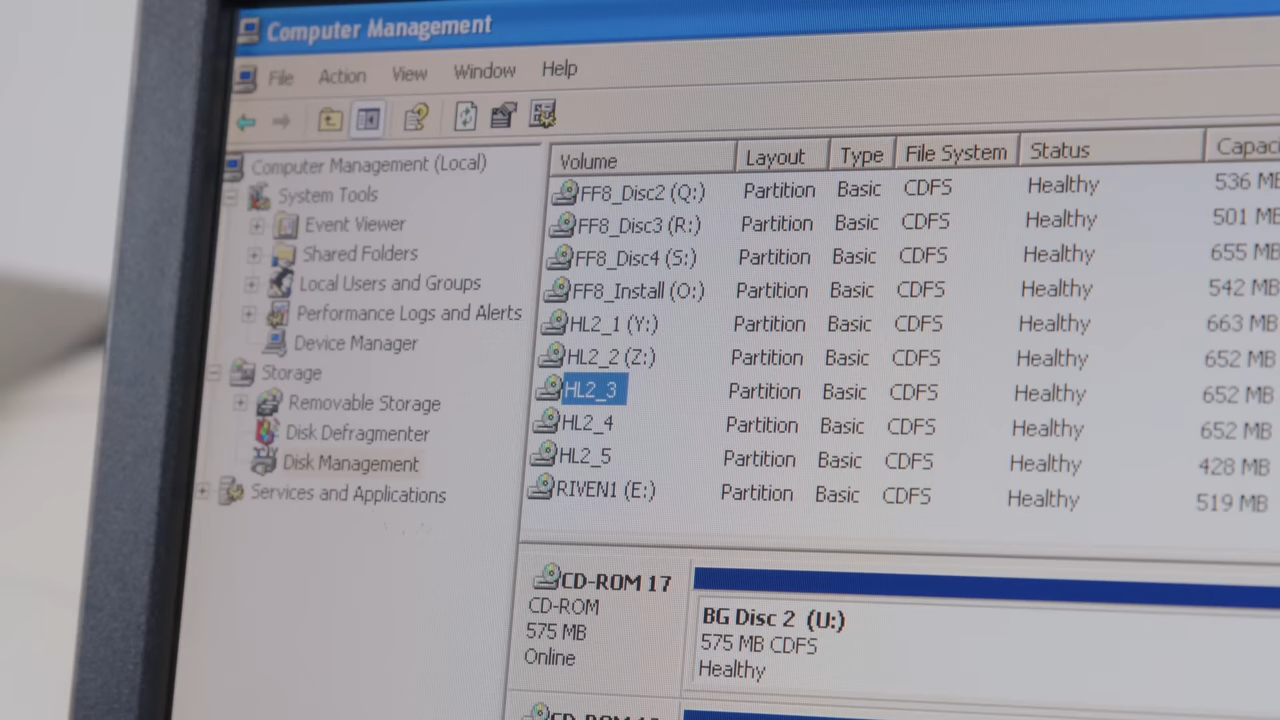 Computer Management
File Action View Window Help
Computer Management (Local)
System Tools
Event Viewer
Shared Folders
Local Users and Groups
Performance Logs and Alerts
Device Manager
Storage
Removable Storage
Disk Defragmenter
Disk Management
Services and Applications
Volume Layout Type File System Status Capac
FF8_Disc2 (Q:) Partition Basic CDFS Healthy 536 MB
FF8_Disc3 (R:) Partition Basic CDFS Healthy 501 MB
FF8_Disc4 (S:) Partition Basic CDFS Healthy 655 MB
FF8_Install (O:) Partition Basic CDFS Healthy 542 MB
HL2_1 (Y:) Partition Basic CDFS Healthy 663 MB
HL2_2 (Z:) Partition Basic CDFS Healthy 652 MB
HL2_3 Partition Basic CDFS Healthy 652 MB
HL2_4 Partition Basic CDFS Healthy 652 MB
HL2_5 Partition Basic CDFS Healthy 428 MB
RIVEN1 (E:) Partition Basic CDFS Healthy 519 MB
CD-ROM 17
CD-ROM
575 MB
Online
BG Disc 2 (U:)
575 MB CDFS
Healthy